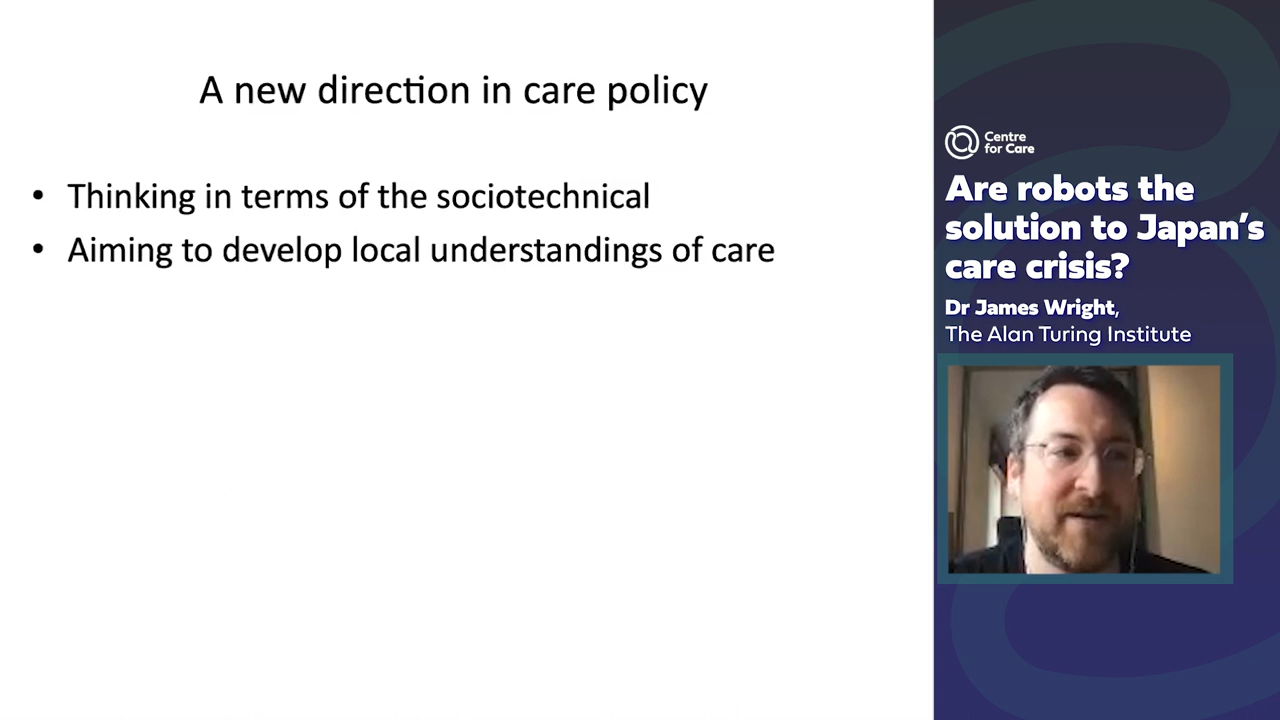 A new direction in care policy
• Thinking in terms of the sociotechnical
• Aiming to develop local understandings of care
Centre
for Care
Are robots the
solution to Japan's
care crisis?
Dr James Wright,
The Alan Turing Institute